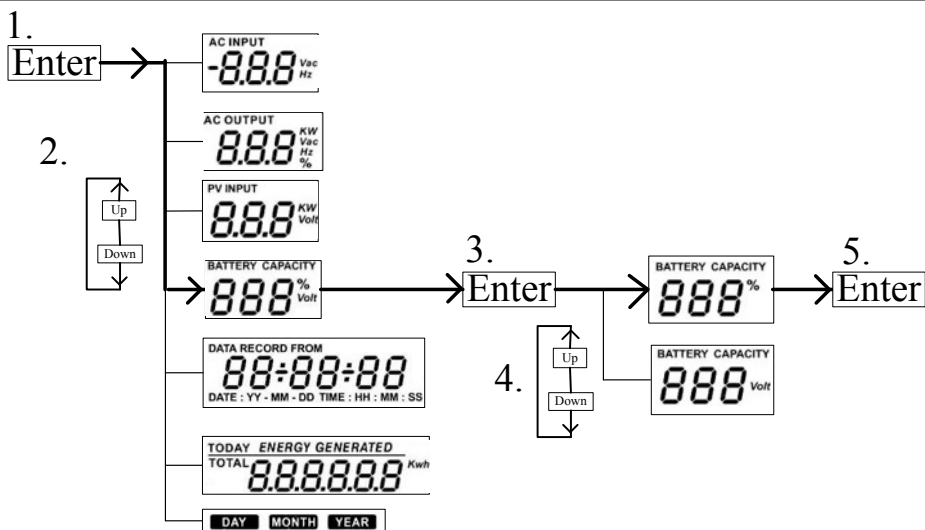 1.
Enter
AC INPUT
-8.8.8 Vac
Hz
AC OUTPUT
8.8.8 KW
Vac
Hz
%
2.
Up
Down
PV INPUT
8.8.8 KW
Volt
BATTERY CAPACITY
888 %
Volt
3.
Enter
4.
Up
Down
BATTERY CAPACITY
888 %
BATTERY CAPACITY
888 Volt
5.
Enter
DATA RECORD FROM
88:88:88
DATE : YY - MM - DD TIME : HH : MM : SS
TODAY ENERGY GENERATED
TOTAL 8.8.8.8.8.8 Kwh
DAY MONTH YEAR